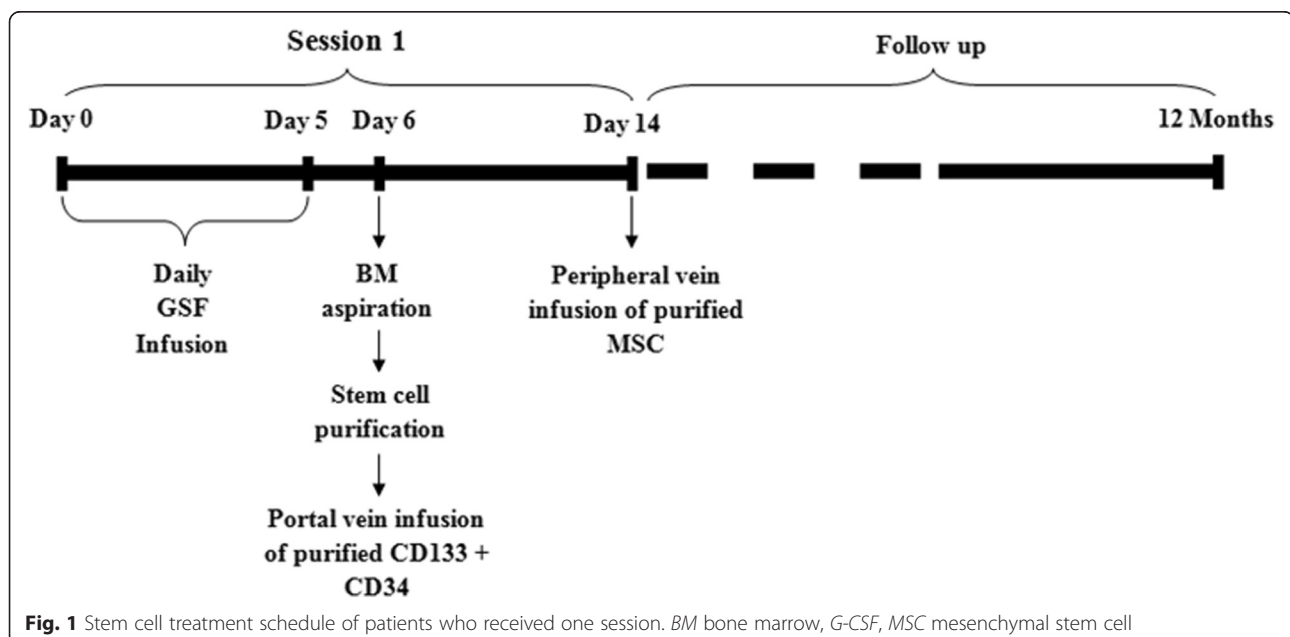 Session 1
Follow up
Day 0
Day 5
Day 6
Day 14
12 Months
Daily
GSF
Infusion
BM
aspiration
Stem cell
purification
Portal vein infusion
of purified CD133 +
CD34
Peripheral vein
infusion of purified
MSC
Fig. 1 Stem cell treatment schedule of patients who received one session. BM bone marrow, G-CSF, MSC mesenchymal stem cell